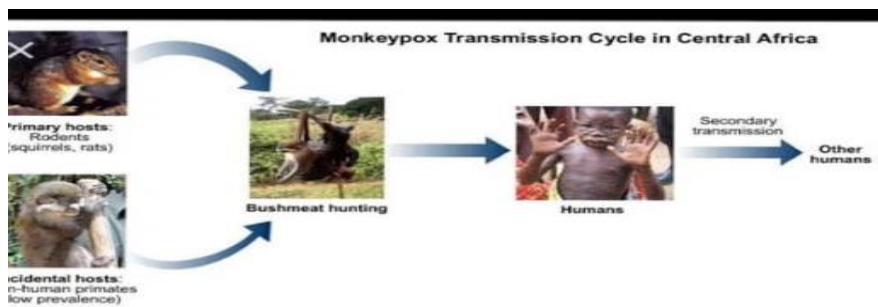 Monkeypox Transmission Cycle in Central Africa
Primary hosts:
Rodents
(squirrels, rats)
Bushmeat hunting
Humans
Secondary
transmission
Other
humans
cidental hosts:
n-human primates
low prevalence)